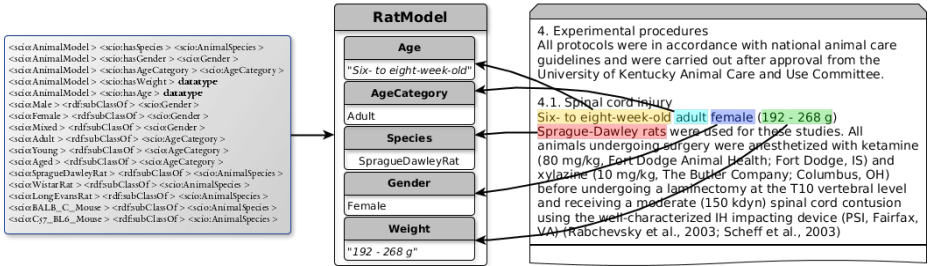 <scio:AnimalModel > <scio:hasSpecies > <scio:AnimalSpecies >
<scio:AnimalModel > <scio:hasGender > <scio:Gender >
<scio:AnimalModel > <scio:hasAgeCategory > <scio:AgeCategory >
<scio:AnimalModel > <scio:hasWeight > datatype
<scio:AnimalModel > <scio:hasAge > datatype
<scio:Male > <rdf:subClassOf > <scio:Gender >
<scio:Female > <rdf:subClassOf > <scio:Gender >
<scio:Mixed > <rdf:subClassOf > <scio:Gender >
<scio:Adult > <rdf:subClassOf > <scio:AgeCategory >
<scio:Young > <rdf:subClassOf > <scio:AgeCategory >
<scio:Aged > <rdf:subClassOf > <scio:AgeCategory >
<scio:SpragueDawleyRat > <rdf:subClassOf > <scio:AnimalSpecies >
<scio:WistarRat > <rdf:subClassOf > <scio:AnimalSpecies >
<scio:LongEvansRat > <rdf:subClassOf > <scio:AnimalSpecies >
<scio:BALB_C_Mouse > <rdf:subClassOf > <scio:AnimalSpecies >
<scio:C57_BL6_Mouse > <rdf:subClassOf > <scio:AnimalSpecies >
RatModel
Age
"Six- to eight-week-old"
AgeCategory
Adult
Species
SpragueDawleyRat
Gender
Female
Weight
"192 - 268 g"
4. Experimental procedures
All protocols were in accordance with national animal care
guidelines and were carried out after approval from the
University of Kentucky Animal Care and Use Committee.
4.1. Spinal cord injury
Six- to eight-week-old adult female (192 - 268 g)
Sprague-Dawley rats were used for these studies. All
animals undergoing surgery were anesthetized with ketamine
(80 mg/kg, Fort Dodge Animal Health; Fort Dodge, IS) and
xylazine (10 mg/kg, The Butler Company; Columbus, OH)
before undergoing a laminectomy at the T10 vertebral level
and receiving a moderate (150 kdyn) spinal cord contusion
using the well-characterized IH impacting device (PSI, Fairfax,
VA) (Rabchevsky et al., 2003; Scheff et al., 2003)